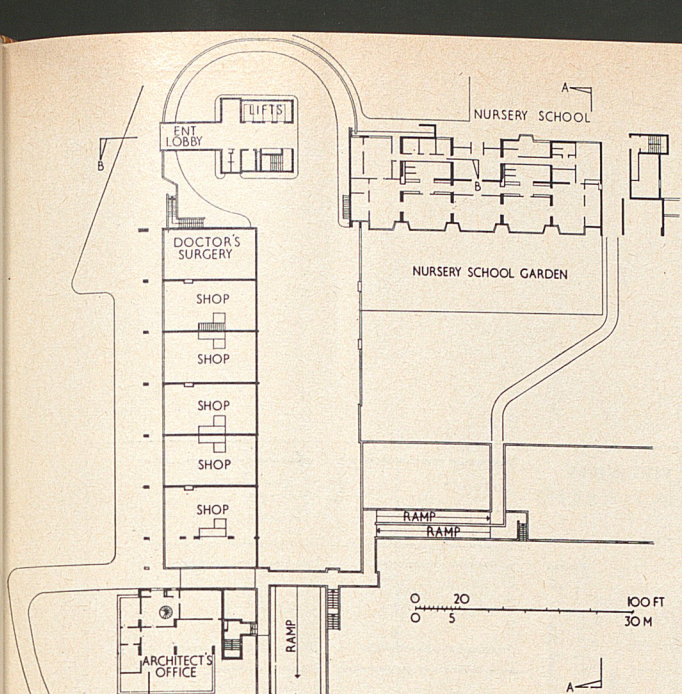 A
LIFTS
NURSERY SCHOOL
ENT
LOBBY
B
B
DOCTOR'S
SURGERY
NURSERY SCHOOL GARDEN
SHOP
SHOP
SHOP
SHOP
SHOP
RAMP
RAMP
0 20 100 FT
0 5 30 M
RAMP
ARCHITECT'S
OFFICE
A